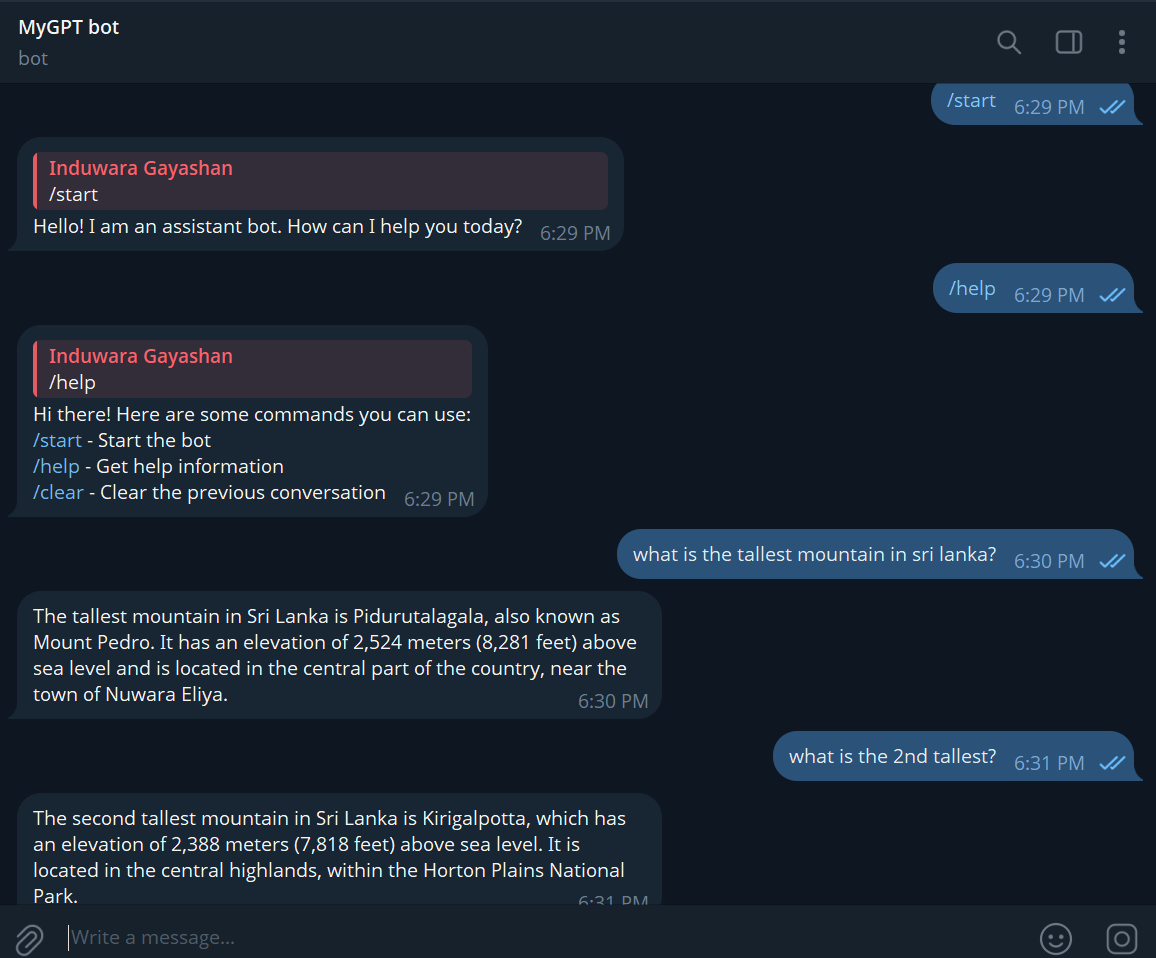 MyGPT bot
bot
/start 6:29 PM
Induwara Gayashan
/start
Hello! I am an assistant bot. How can I help you today? 6:29 PM
/help 6:29 PM
Induwara Gayashan
/help
Hi there! Here are some commands you can use:
/start - Start the bot
/help - Get help information
/clear - Clear the previous conversation 6:29 PM
what is the tallest mountain in sri lanka? 6:30 PM
The tallest mountain in Sri Lanka is Pidurutalagala, also known as
Mount Pedro. It has an elevation of 2,524 meters (8,281 feet) above
sea level and is located in the central part of the country, near the
town of Nuwara Eliya. 6:30 PM
what is the 2nd tallest? 6:31 PM
The second tallest mountain in Sri Lanka is Kirigalpotta, which has
an elevation of 2,388 meters (7,818 feet) above sea level. It is
located in the central highlands, within the Horton Plains National
Park. 6:31 PM
Write a message...